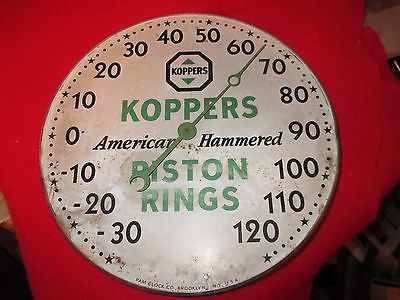 -30 -20 -10 0 10 20 30 40 50 60 70 80 90 100 110 120
KOPPERS
KOPPERS
American Hammered
PISTON
RINGS
PAM CLOCK CO., BROOKLYN, N.Y., U.S.A.